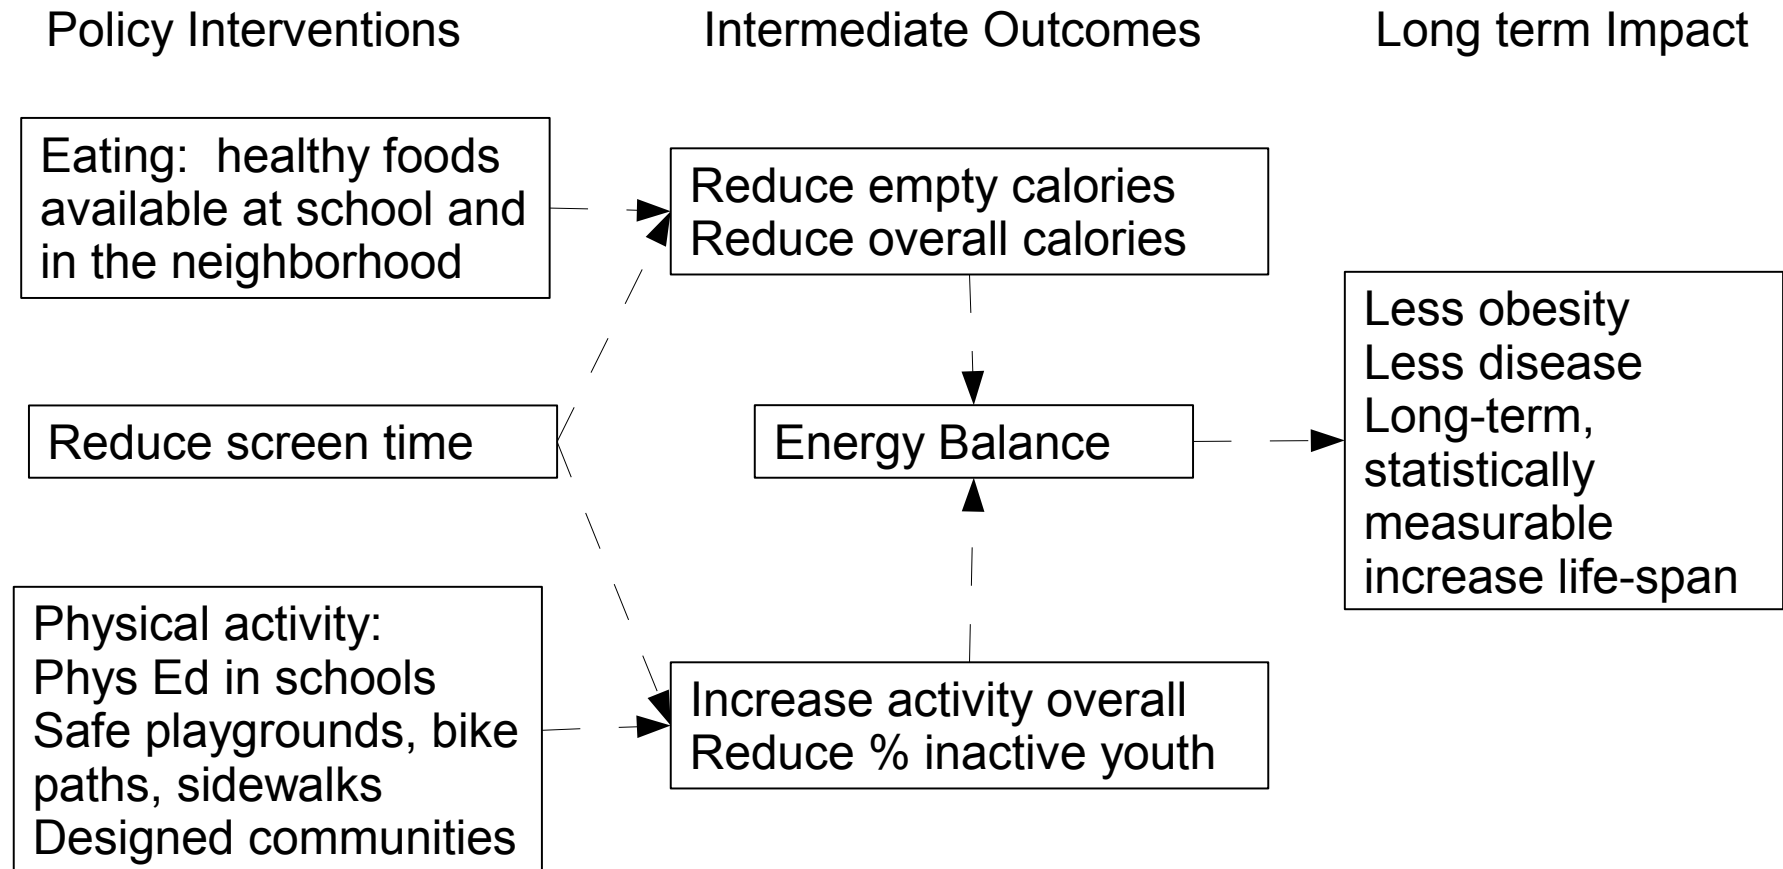 Policy Interventions
Intermediate Outcomes
Long term Impact
Eating:  healthy foods
available at school and
in the neighborhood
Reduce screen time
Physical activity:
Phys Ed in schools
Safe playgrounds, bike
paths, sidewalks
Designed communities
Reduce empty calories
Reduce overall calories
Energy Balance
Increase activity overall
Reduce % inactive youth
Less obesity
Less disease
Long-term,
statistically
measurable
increase life-span